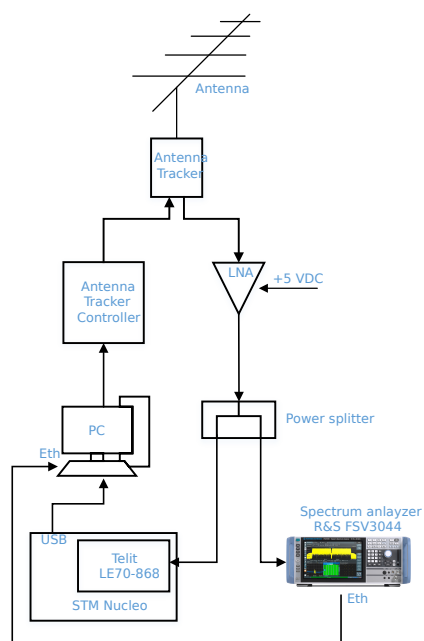 Antenna
Antenna
Tracker
LNA
+5 VDC
Antenna
Tracker
Controller
PC
Power splitter
Eth
Spectrum anlayzer
R&S FSV3044
USB
Telit
LE70-868
STM Nucleo
Eth